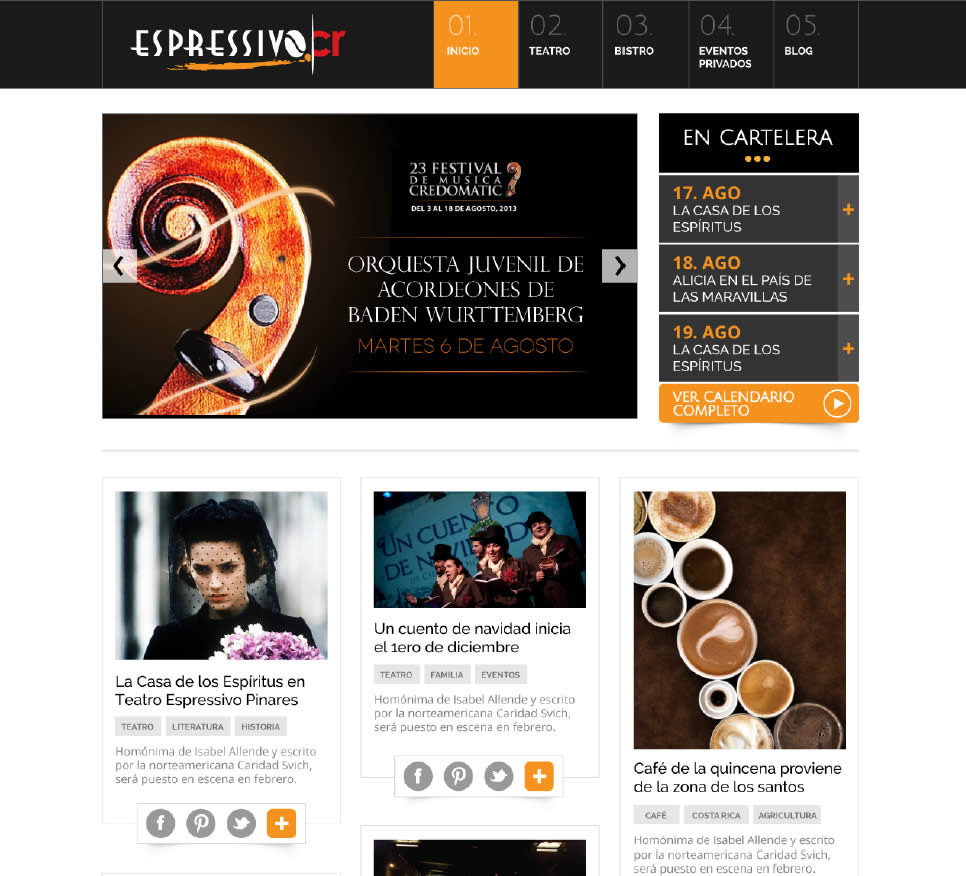 ESPRESSIVO.cr
01.
INICIO
02.
TEATRO
03.
BISTRO
04.
EVENTOS
PRIVADOS
05.
BLOG
23 FESTIVAL
DE MUSICA
CREDOMATIC
DEL 3 AL 18 DE AGOSTO, 2013
ORQUESTA JUVENIL DE
ACORDEONES DE
BADEN WURTTEMBERG
MARTES 6 DE AGOSTO
EN CARTELERA
17. AGO
LA CASA DE LOS
ESPÍRITUS
18. AGO
ALICIA EN EL PAÍS DE
LAS MARAVILLAS
19. AGO
LA CASA DE LOS
ESPÍRITUS
VER CALENDARIO
COMPLETO
La Casa de los Espíritus en
Teatro Espressivo Pinares
TEATRO LITERATURA HISTORIA
Homónima de Isabel Allende y escrito
por la norteamericana Caridad Svich,
será puesto en escena en febrero.
UN CUENTO
DE NAVIDAD
Un cuento de navidad inicia
el 1ero de diciembre
TEATRO FAMILIA EVENTOS
Homónima de Isabel Allende y escrito
por la norteamericana Caridad Svich,
será puesto en escena en febrero.
Café de la quincena proviene
de la zona de los santos
CAFÉ COSTA RICA AGRICULTURA
Homónima de Isabel Allende y escrito
por la norteamericana Caridad Svich,
será puesto en escena en febrero.